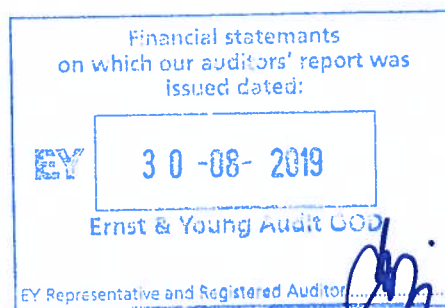 Financial statemants
on which our auditors' report was
issued dated:
EY
30 -08- 2019
Ernst & Young Audit OOD
EY Representative and Registered Auditor